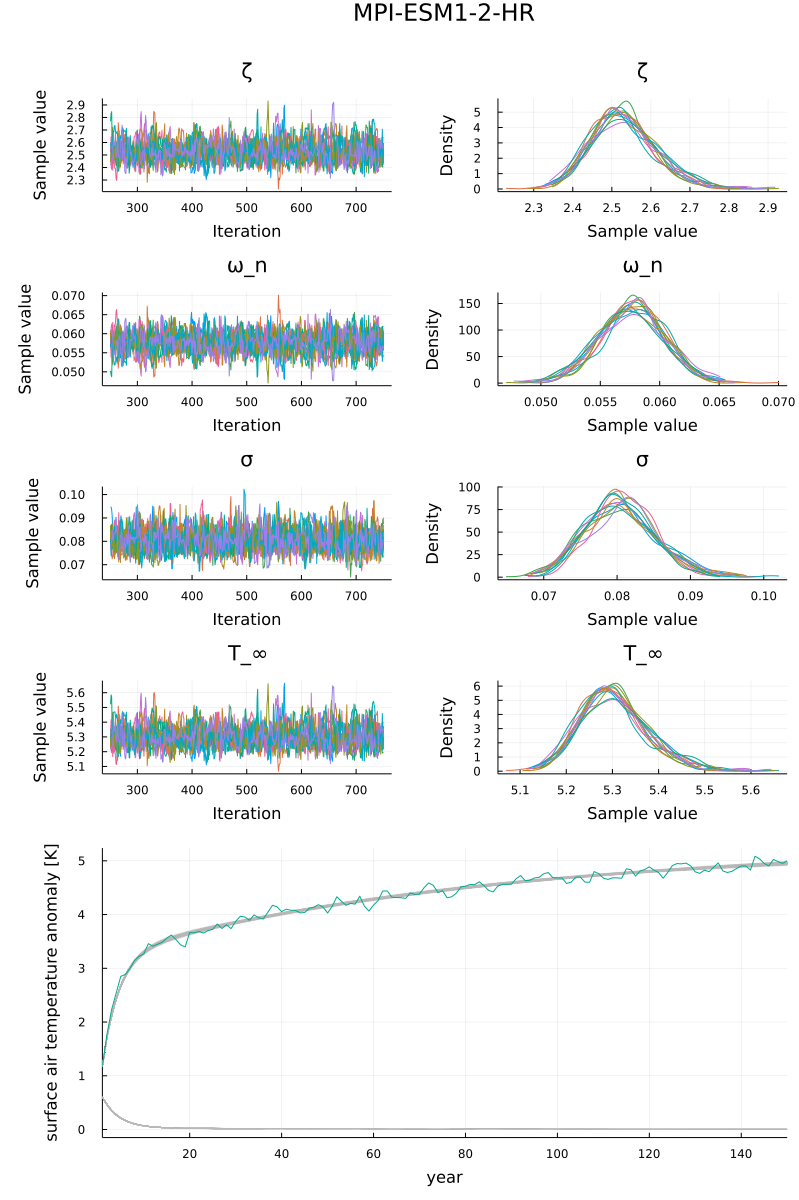 MPI-ESM1-2-HR
ζ
Sample value
2.9
2.8
2.7
2.6
2.5
2.4
2.3
300 400 500 600 700
Iteration
ζ
Density
5
4
3
2
1
0
2.3 2.4 2.5 2.6 2.7 2.8 2.9
Sample value
ω_n
Sample value
0.070
0.065
0.060
0.055
0.050
300 400 500 600 700
Iteration
ω_n
Density
150
100
50
0
0.050 0.055 0.060 0.065 0.070
Sample value
σ
Sample value
0.10
0.09
0.08
0.07
300 400 500 600 700
Iteration
σ
Density
100
75
50
25
0
0.07 0.08 0.09 0.10
Sample value
T_∞
Sample value
5.6
5.5
5.4
5.3
5.2
5.1
300 400 500 600 700
Iteration
T_∞
Density
6
5
4
3
2
1
0
5.1 5.2 5.3 5.4 5.5 5.6
Sample value
surface air temperature anomaly [K]
5
4
3
2
1
0
20 40 60 80 100 120 140
year